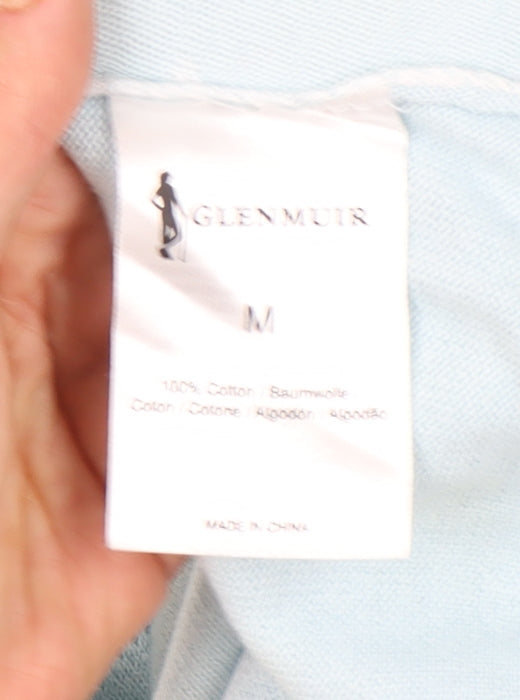 GLENMUIR
M
100% Cotton / Baumwolle
Coton / Cotone / Algodón / Algodão
MADE IN CHINA